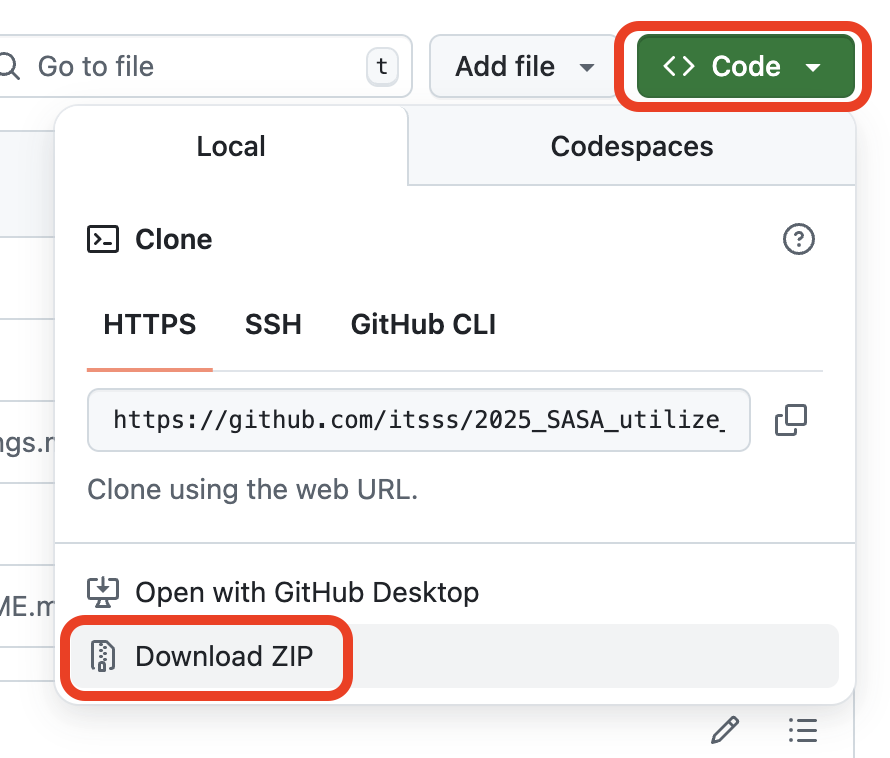 Go to file
t
Add file
Code
Local
Codespaces
Clone
HTTPS
SSH
GitHub CLI
https://github.com/itsss/2025_SASA_utilize_
ngs.r
Clone using the web URL.
Open with GitHub Desktop
ME.m
Download ZIP